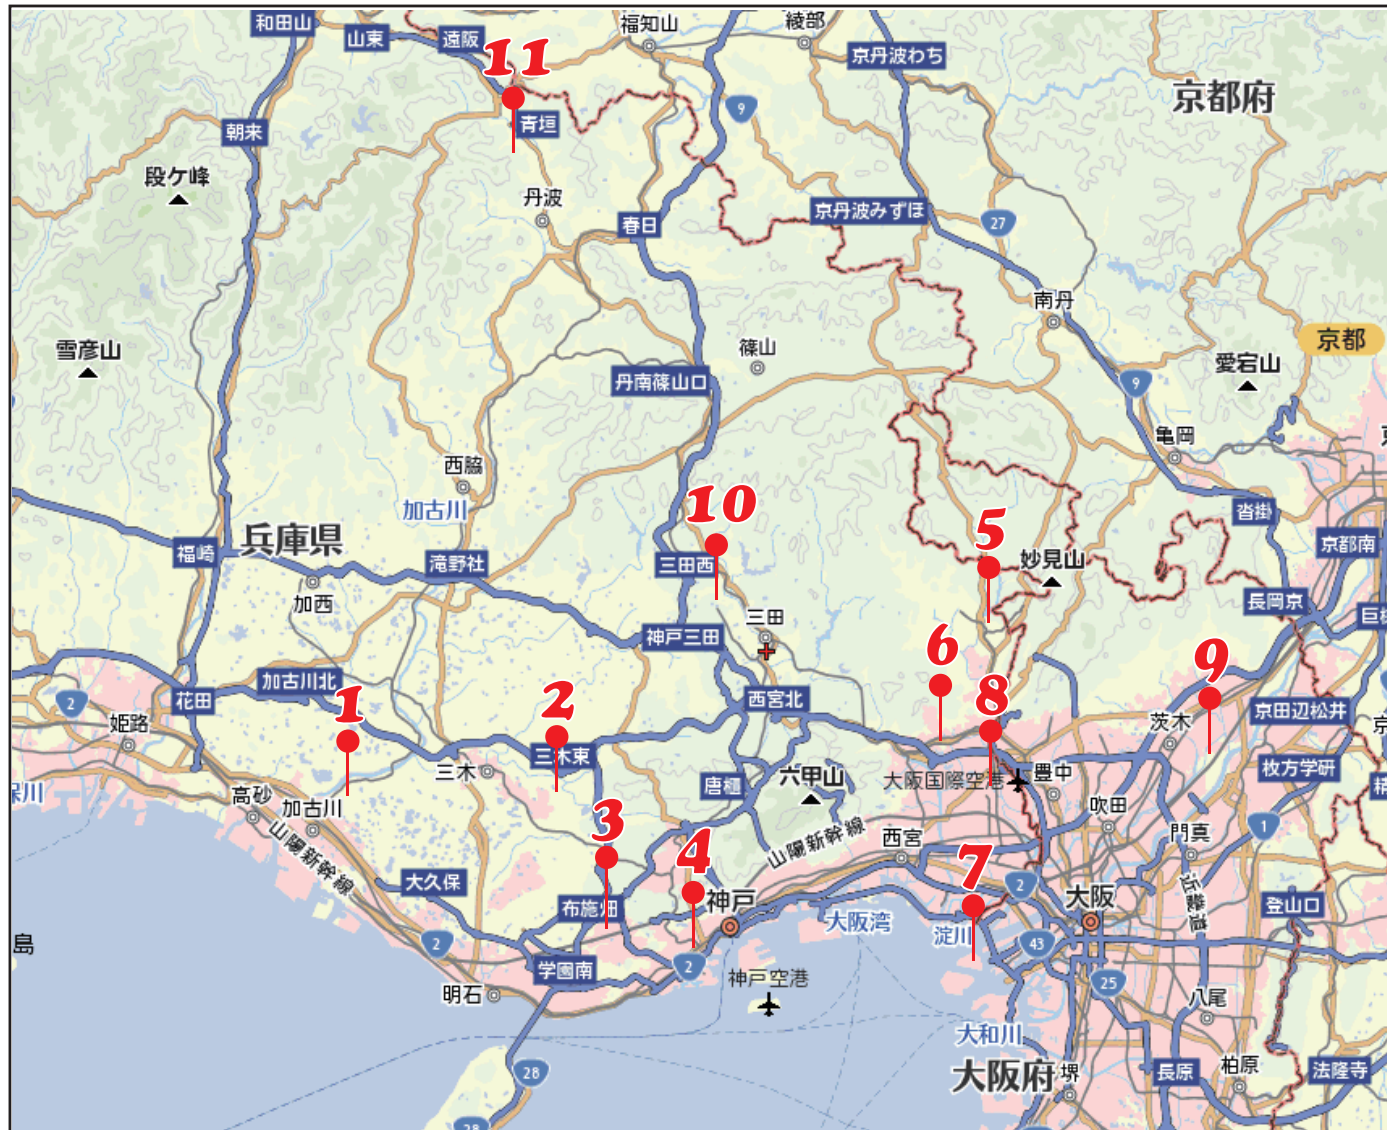 和田山
山東
遠阪
福知山
綾部
京丹波わち
11
9
京都府
青垣
朝来
段ケ峰
丹波
春日
京丹波みずほ
27
南丹
雪彦山
篠山
京都
丹南篠山口
愛宕山
9
亀岡
西脇
加古川
10
沓掛
5
福崎
兵庫県
滝野社
三田西
妙見山
京都南
加西
長岡京
三田
神戸三田
6
9
加古川北
花田
2
1
2
西宮北
8
姫路
茨木
京田辺松井
三木
三木東
唐櫃
六甲山
大阪国際空港
豊中
枚方学研
高砂
加古川
3
吹田
山陽新幹線
山陽新幹線
西宮
門真
1
4
7
大久保
布施畑
神戸
2
大阪
近畿道
登山口
大阪湾
淀川
島
2
43
学園南
2
神戸空港
25
明石
八尾
大和川
28
大阪府
堺
長原
柏原
法隆寺
28